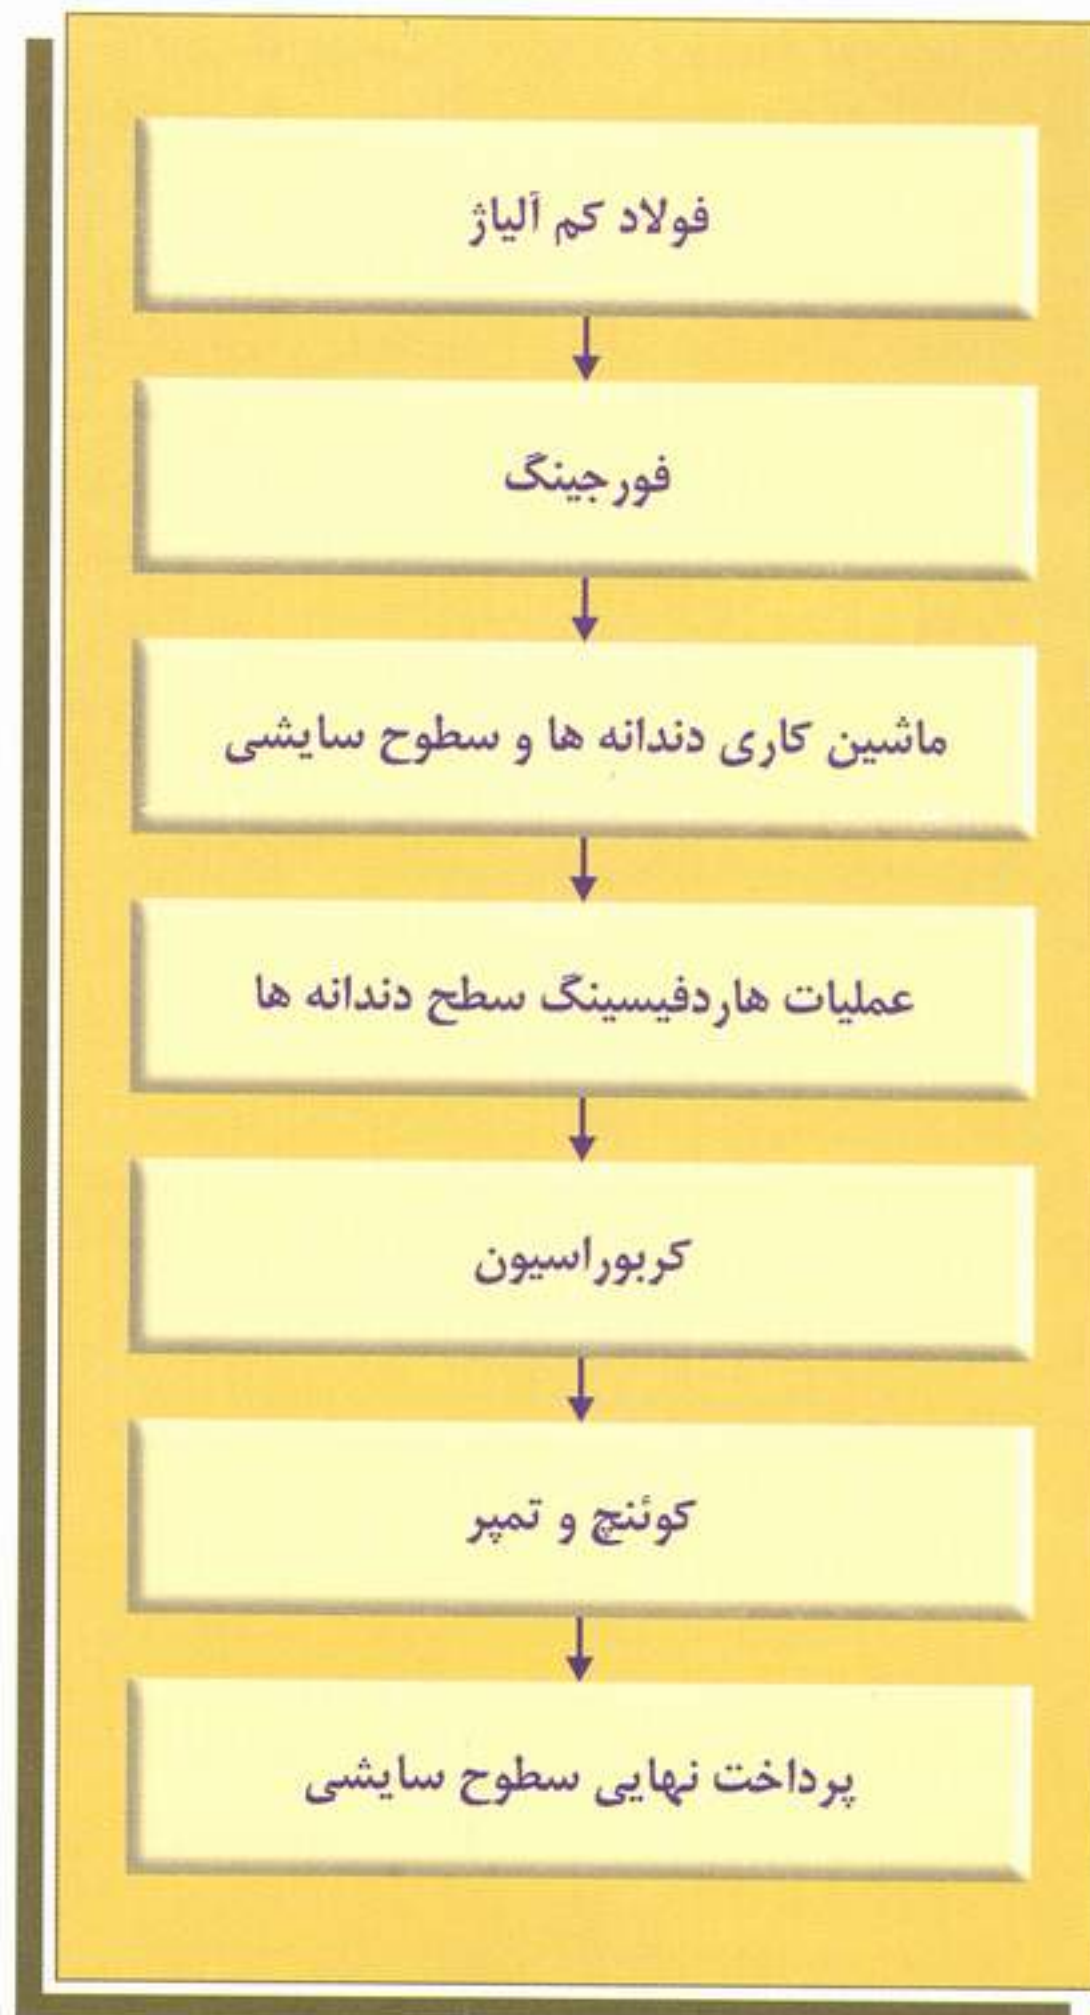 فولاد کم آلیاژ
فورجینگ
ماشین کاری دندانه ها و سطوح سایشی
عملیات هاردفیسینگ سطح دندانه ها
کربوراسیون
کوئنچ و تمپر
پرداخت نهایی سطوح سایشی